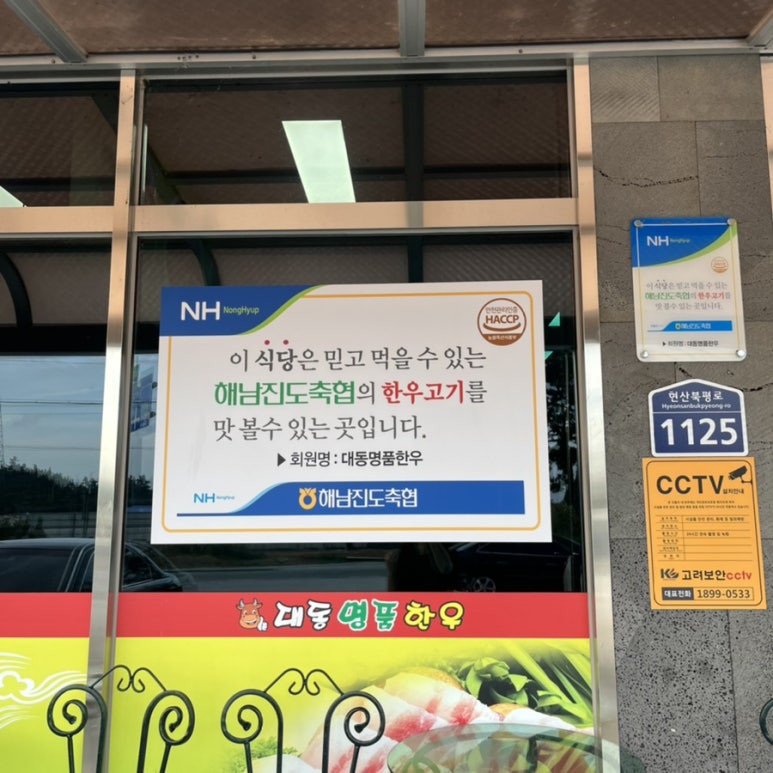 NH NongHyup
안전관리인증
HACCP
농림축산식품부
이 식당은 믿고 먹을 수 있는
해남진도축협의 한우고기를
맛 볼수 있는 곳입니다.
▶ 회원명 : 대동명품한우
NH NongHyup
해남진도축협
대동명품한우
NH NongHyup
이 식당은 믿고 먹을 수 있는
해남진도축협의 한우고기를
맛 볼수 있는 곳입니다.
▶ 회원명 : 대동명품한우
해남진도축협
현산북평로
Hyeonsanbukpyeong-ro
1125
CCTV
설치안내
KS 고려보안cctv
대표전화 1899-0533